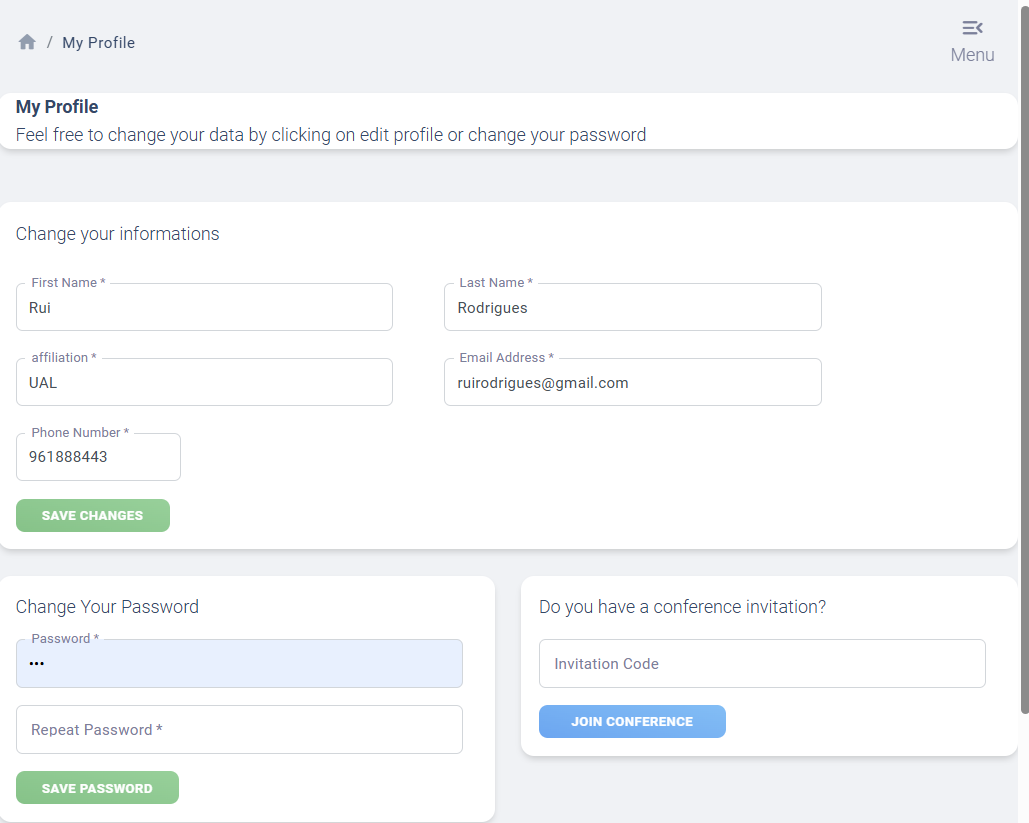 / My Profile
Menu
My Profile
Feel free to change your data by clicking on edit profile or change your password
Change your informations
First Name *
Rui
Last Name *
Rodrigues
affiliation *
UAL
Email Address *
ruirodrigues@gmail.com
Phone Number *
961888443
SAVE CHANGES
Change Your Password
Password *
•••
Repeat Password *
SAVE PASSWORD
Do you have a conference invitation?
Invitation Code
JOIN CONFERENCE